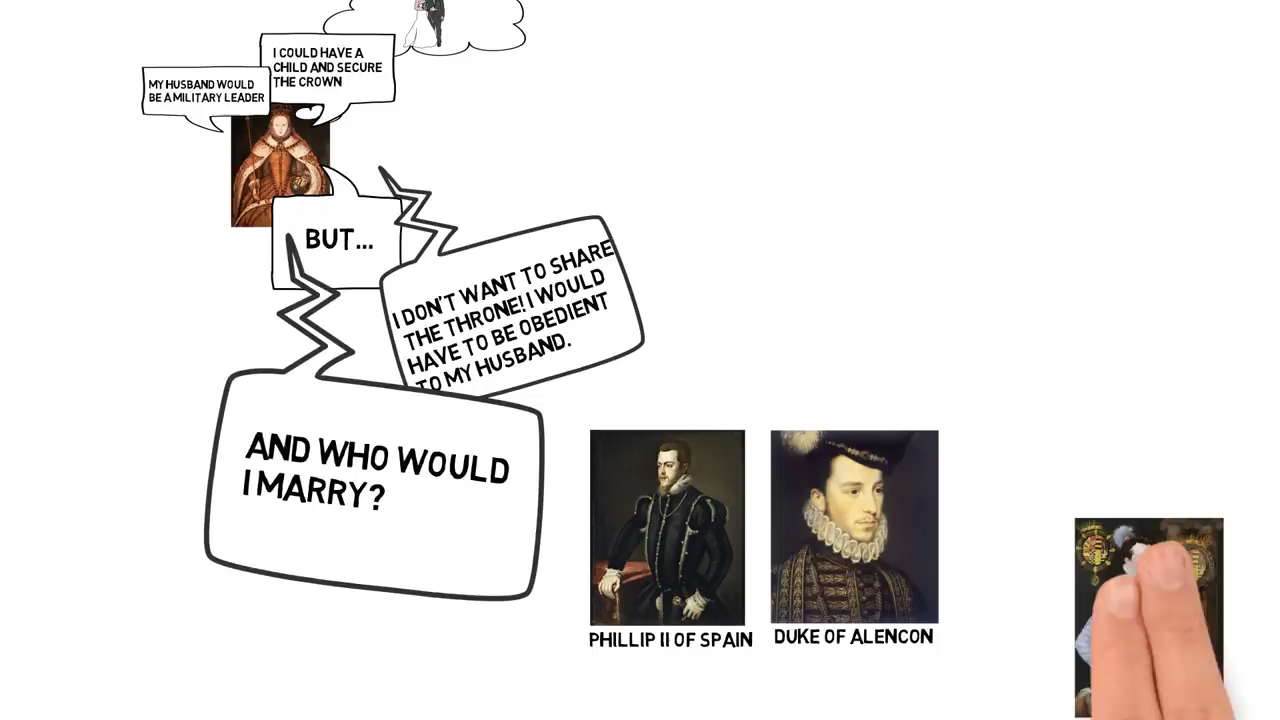 I COULD HAVE A
CHILD AND SECURE
THE CROWN
MY HUSBAND WOULD
BE A MILITARY LEADER
BUT...
I DON'T WANT TO SHARE
THE THRONE! I WOULD
HAVE TO BE OBEDIENT
TO MY HUSBAND.
AND WHO WOULD
I MARRY?
PHILLIP II OF SPAIN
DUKE OF ALENCON